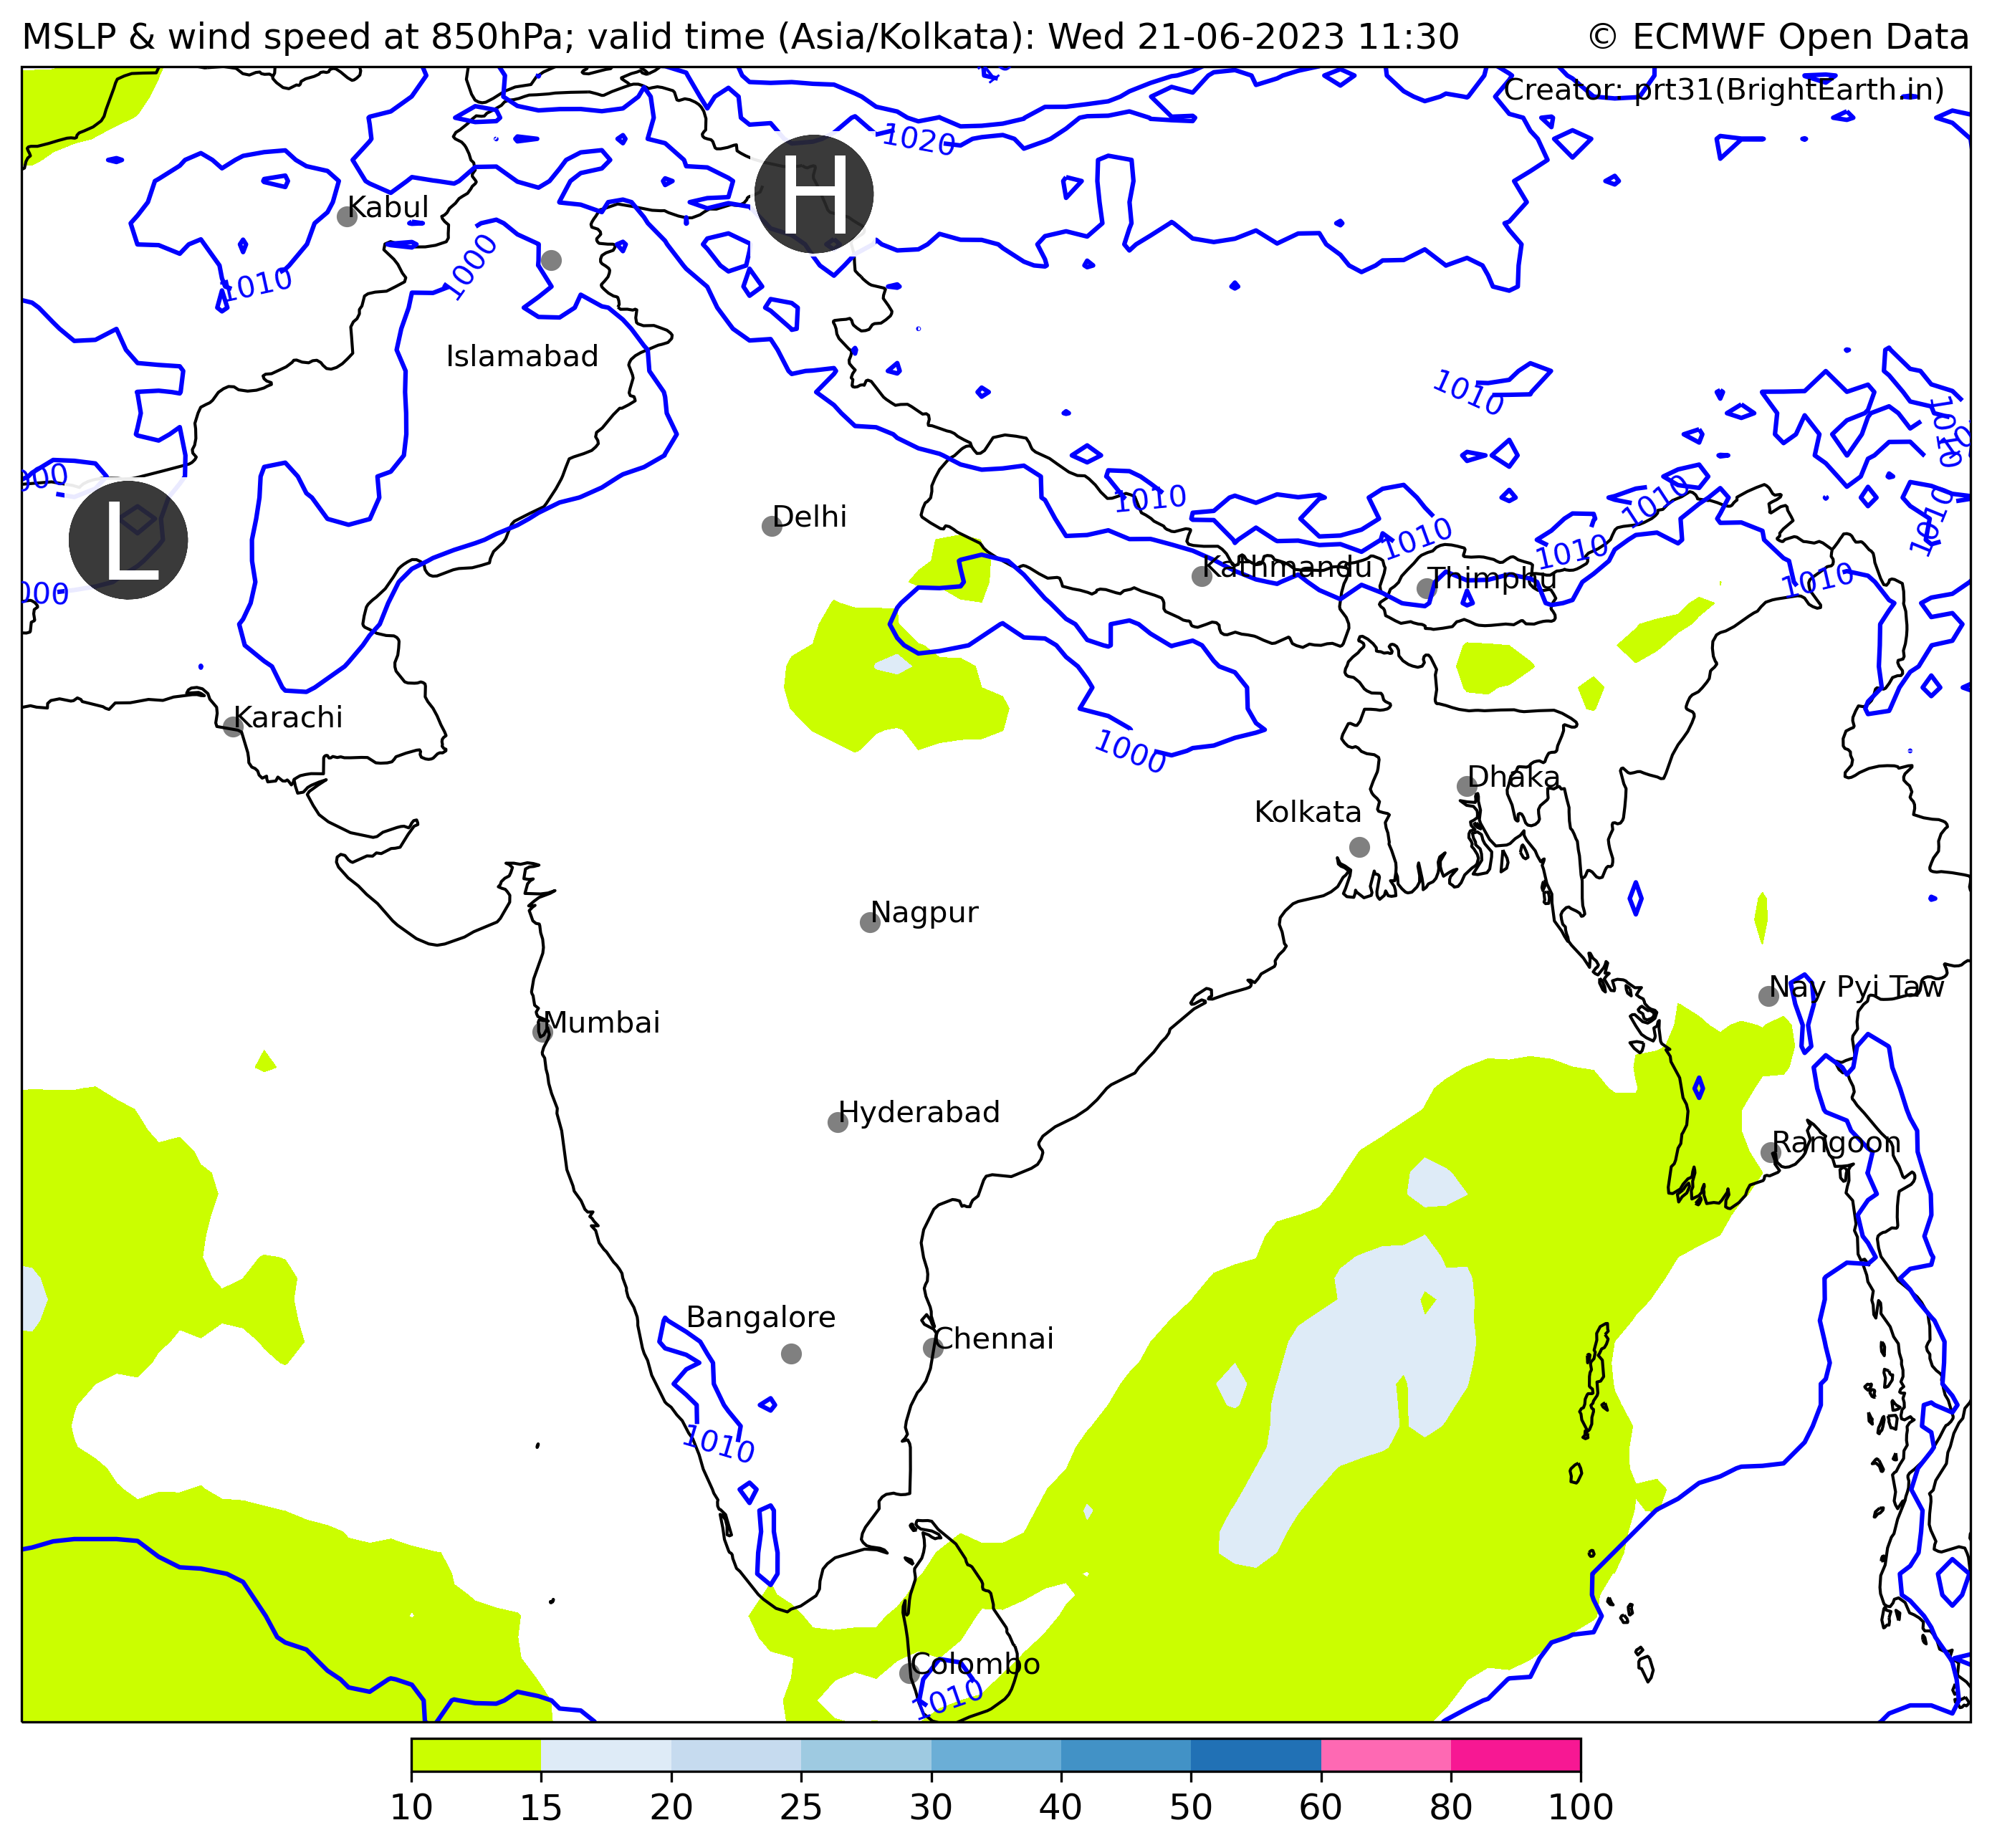 MSLP & wind speed at 850hPa; valid time (Asia/Kolkata): Wed 21-06-2023 11:30
© ECMWF Open Data
Creator: prt31(BrightEarth.in)
1020
H
Kabul
1000
1010
Islamabad
1010
1010
000
L
Delhi
1010
1010
1010
1010
1010
000
Kathmandu
Thimphu
1010
Karachi
1000
Dhaka
Kolkata
Nagpur
Nay Pyi Taw
Mumbai
Hyderabad
Rangoon
Bangalore
Chennai
1010
Colombo
1010
10 15 20 25 30 40 50 60 80 100